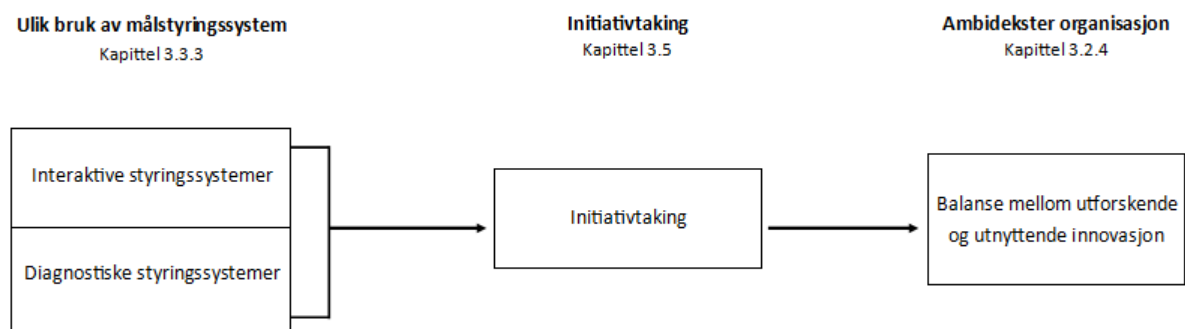 Ulik bruk av målstyringssystem
Kapittel 3.3.3
Initiativtaking
Kapittel 3.5
Ambidekster organisasjon
Kapittel 3.2.4
Interaktive styringssystemer
Diagnostiske styringssystemer
Initiativtaking
Balanse mellom utforskende
og utnyttende innovasjon